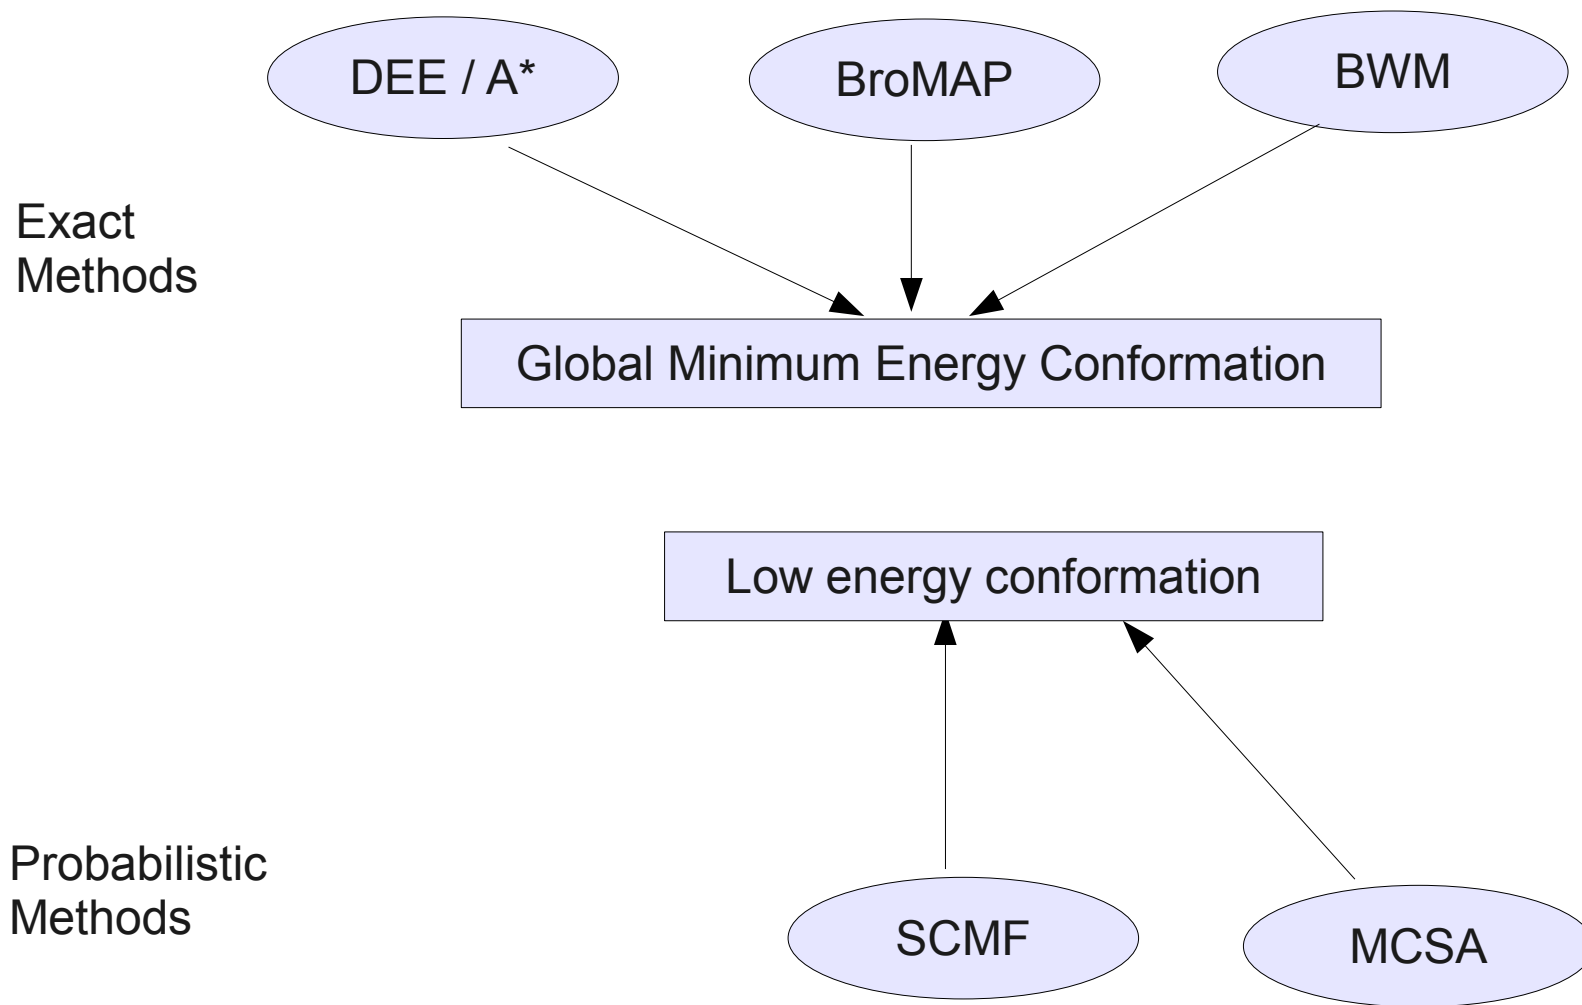 DEE / A*
BroMAP
BWM
Exact
Methods
Global Minimum Energy Conformation
Low energy conformation
Probabilistic
Methods
SCMF
MCSA